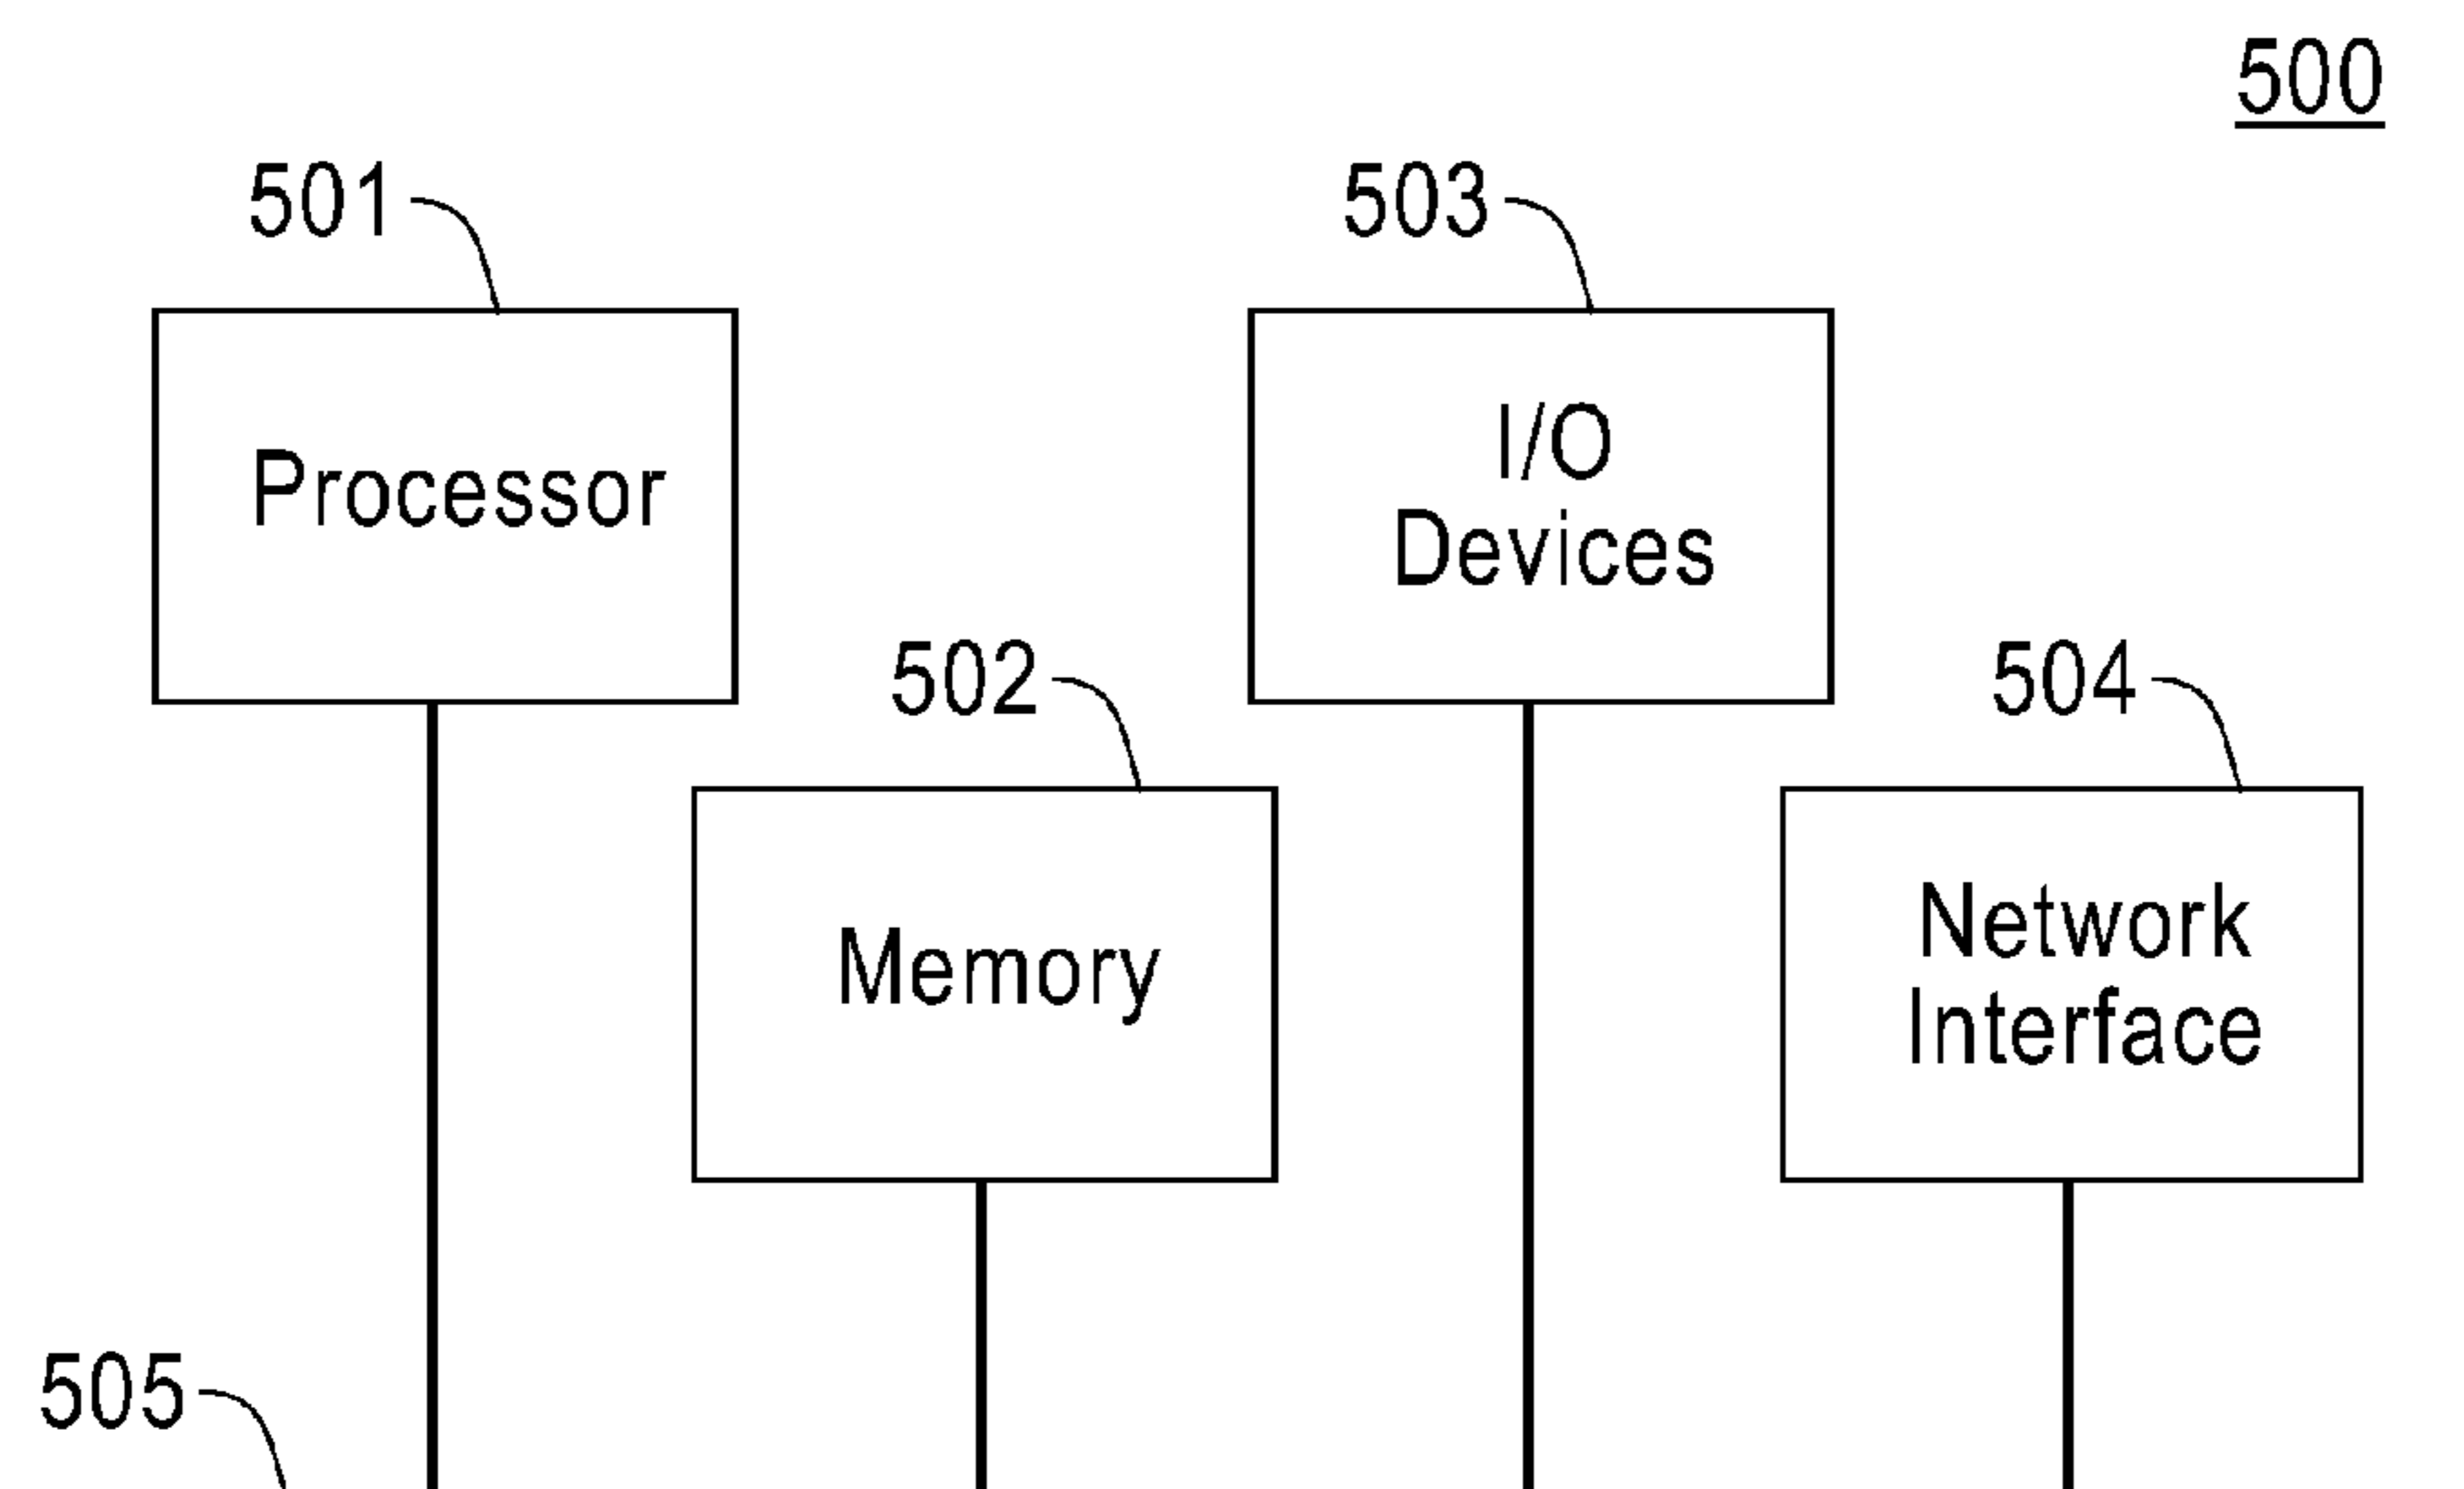 500
501
503
Processor
I/O
Devices
502
504
Memory
Network
Interface
505